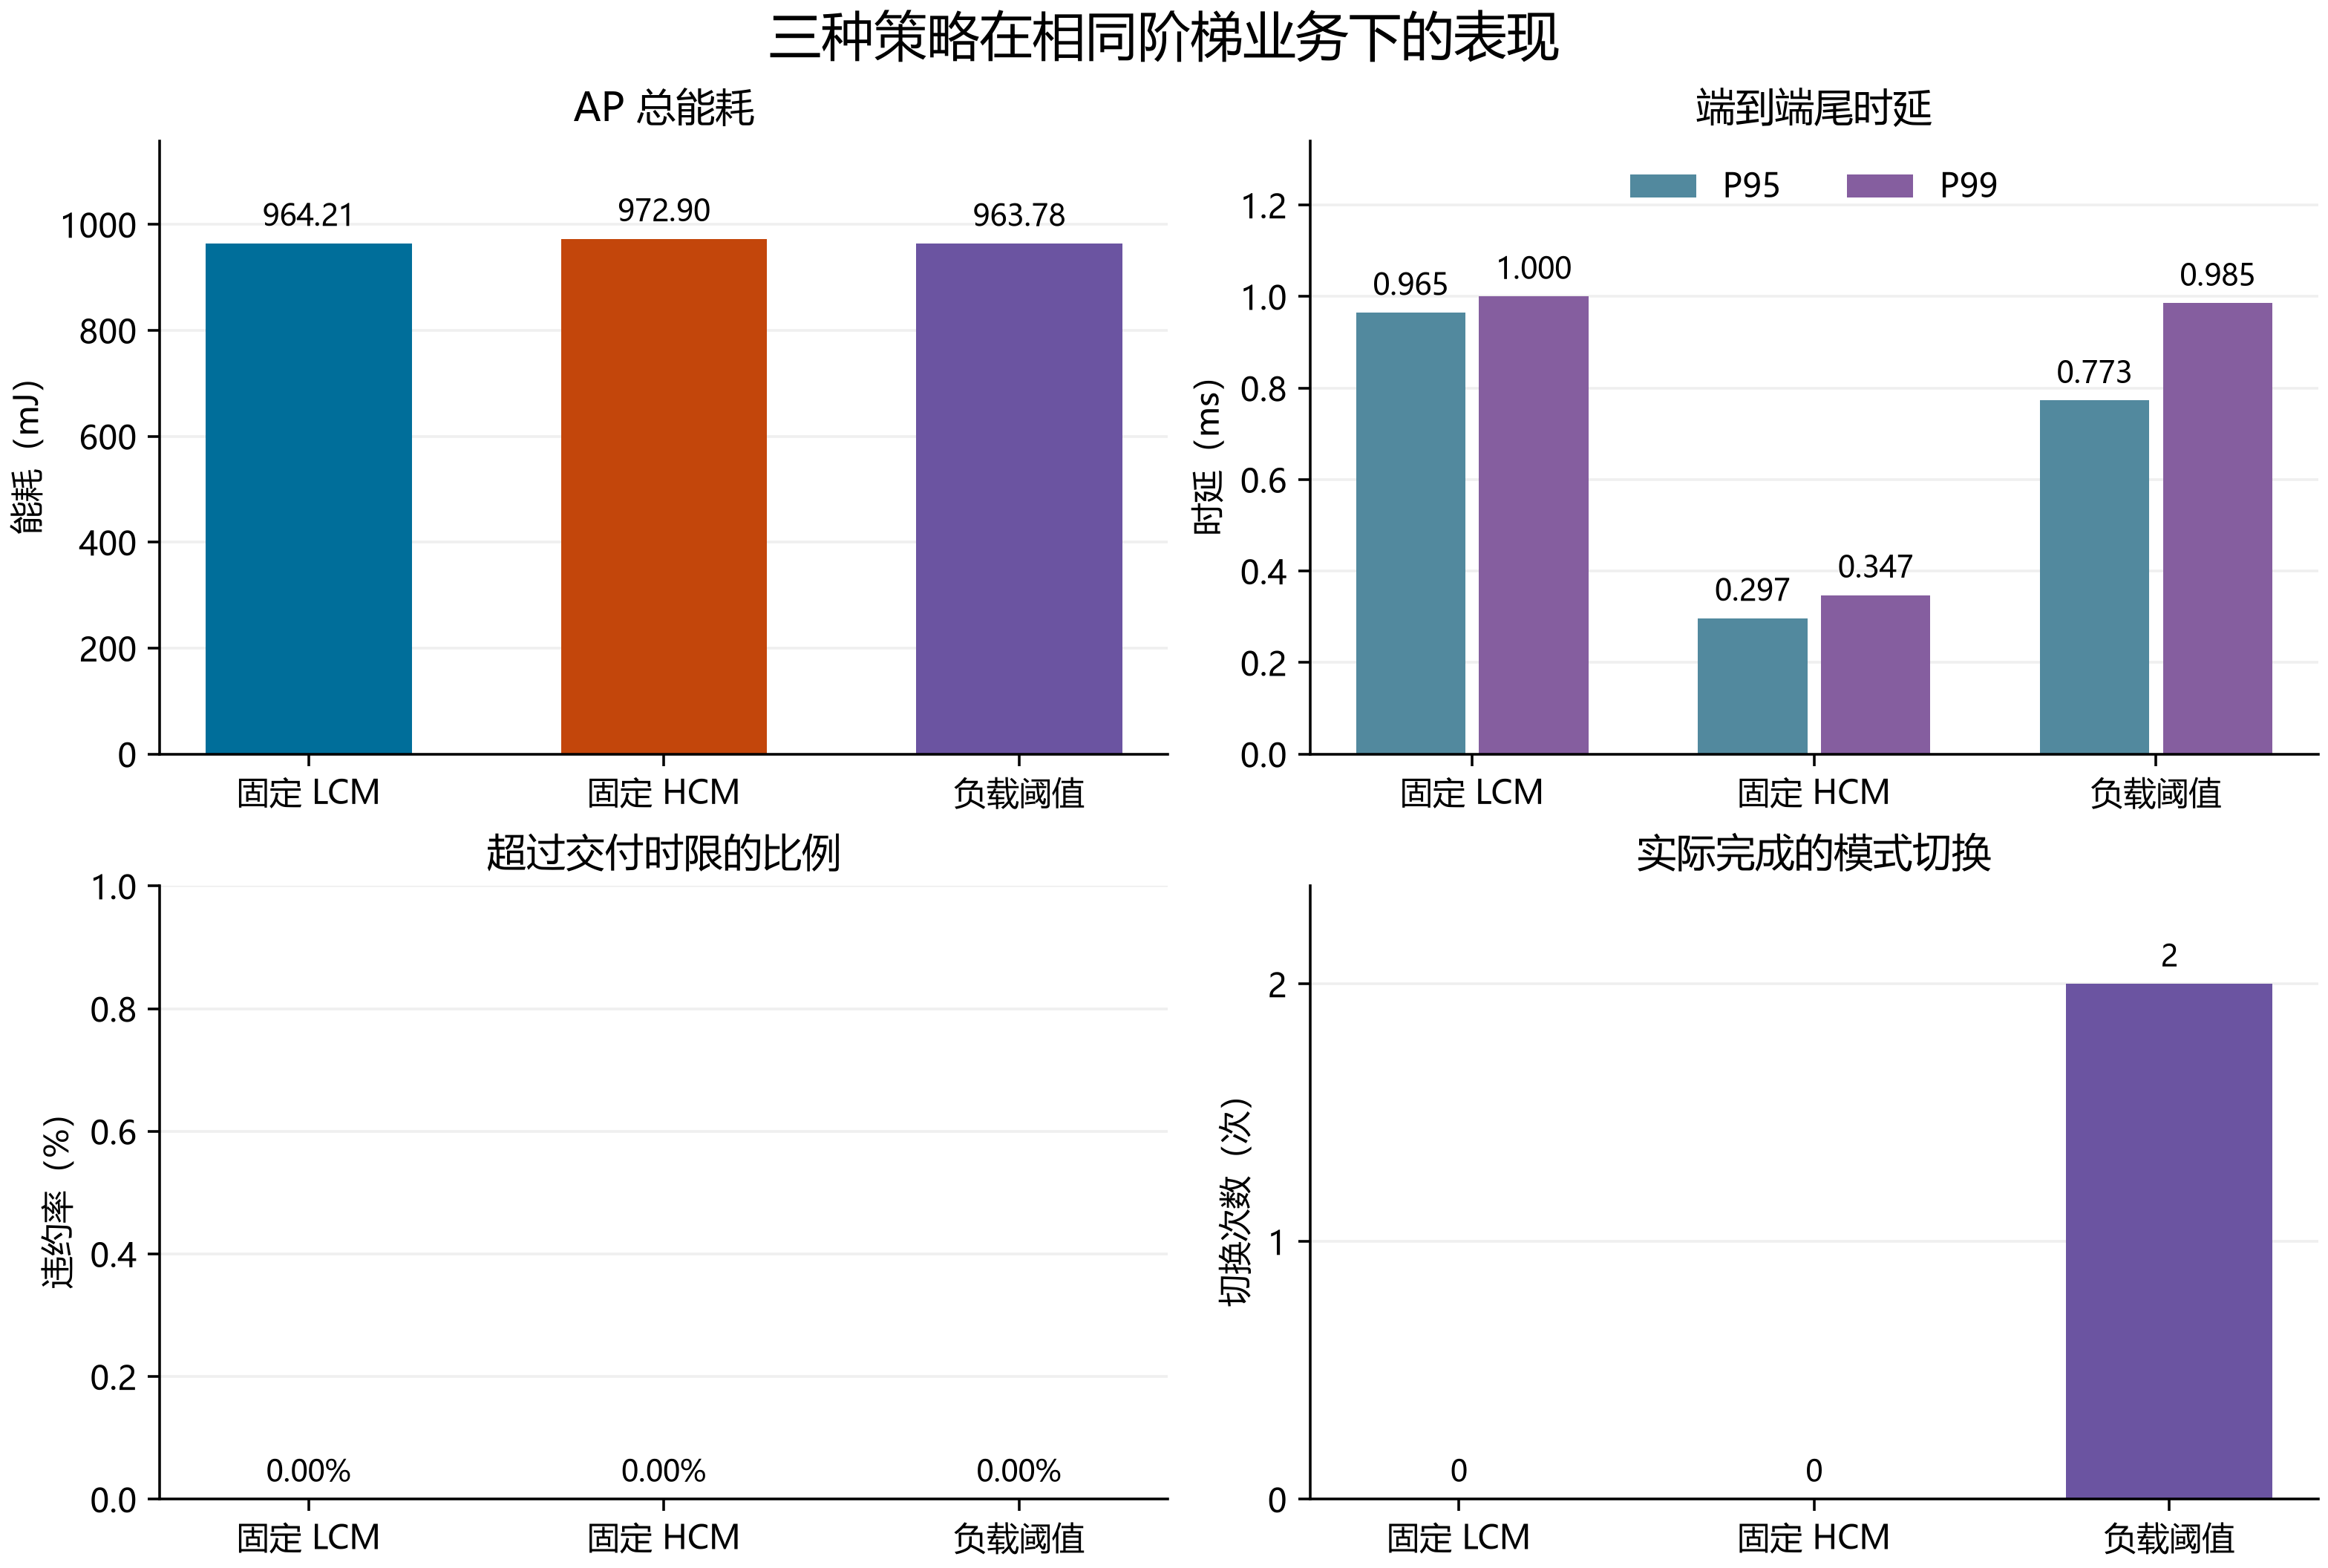 三种策略在相同阶梯业务下的表现
AP 总能耗
能耗（mJ）
1000
800
600
400
200
0
964.21
972.90
963.78
固定 LCM
固定 HCM
负载阈值
端到端尾时延
P95
P99
时延（ms）
1.2
1.0
0.8
0.6
0.4
0.2
0.0
0.965
1.000
0.297
0.347
0.773
0.985
固定 LCM
固定 HCM
负载阈值
超过交付时限的比例
违约率（%）
1.0
0.8
0.6
0.4
0.2
0.0
0.00%
0.00%
0.00%
固定 LCM
固定 HCM
负载阈值
实际完成的模式切换
切换次数（次）
2
1
0
0
0
2
固定 LCM
固定 HCM
负载阈值